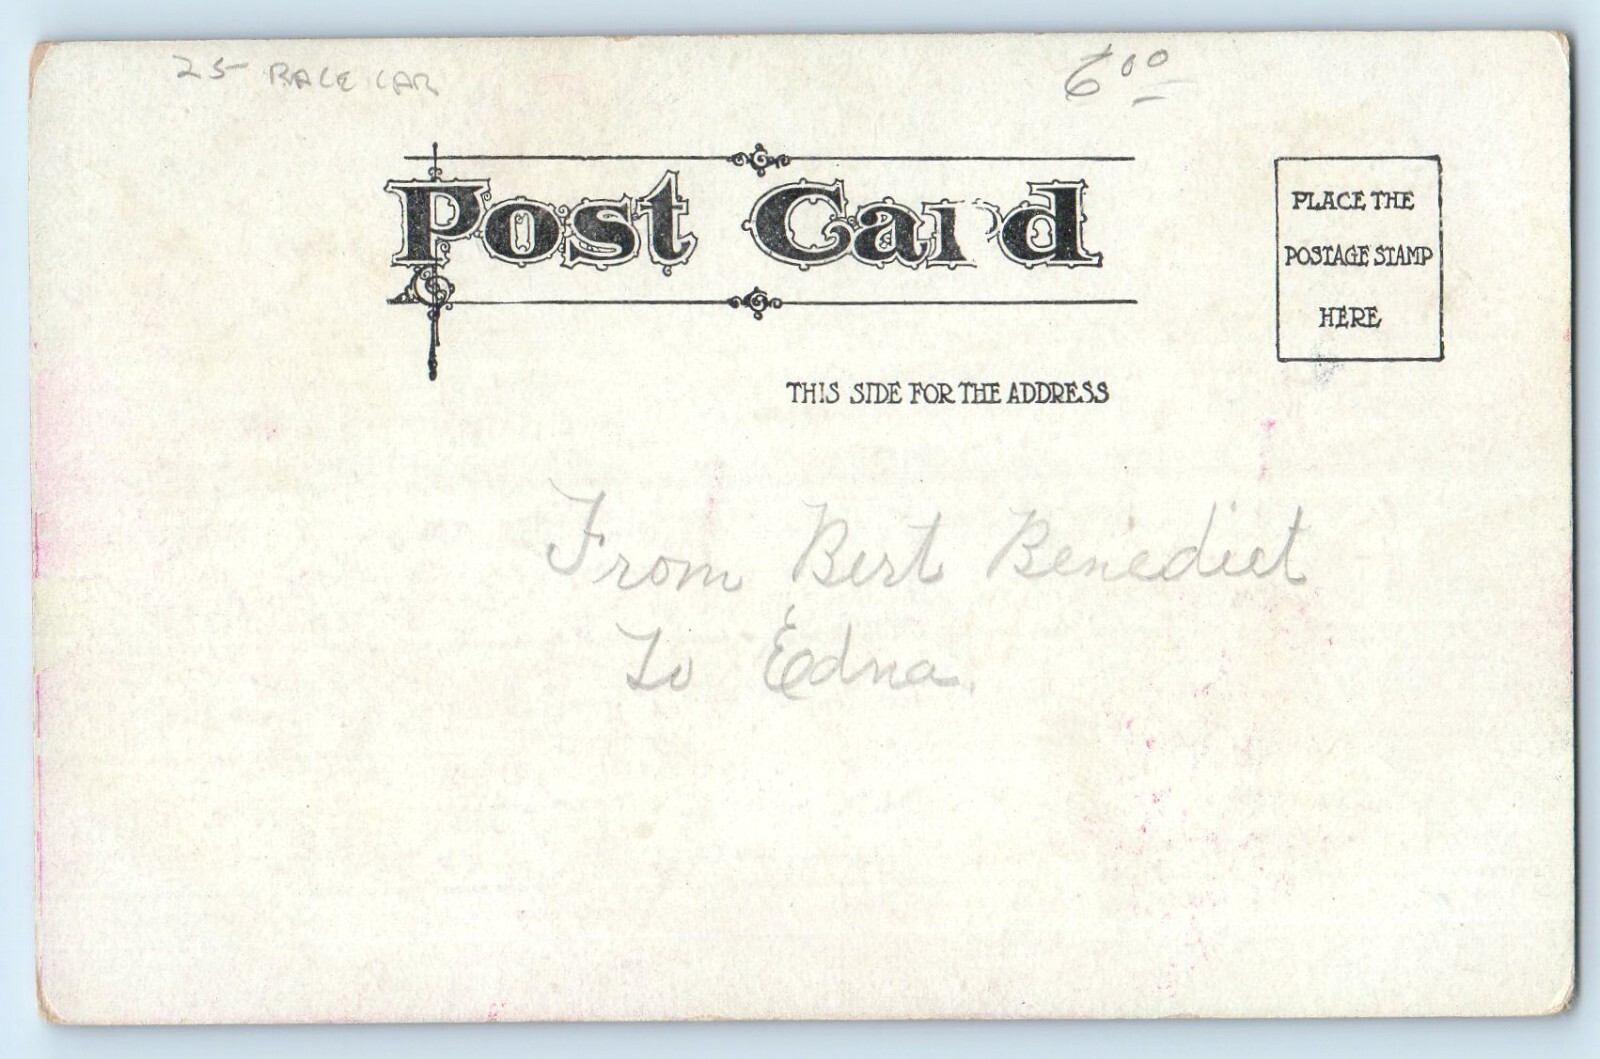 25 RACE CAR
6.00
Post Card
PLACE THE
POSTAGE STAMP
HERE
THIS SIDE FOR THE ADDRESS
From Bert Benedict
To Edna.